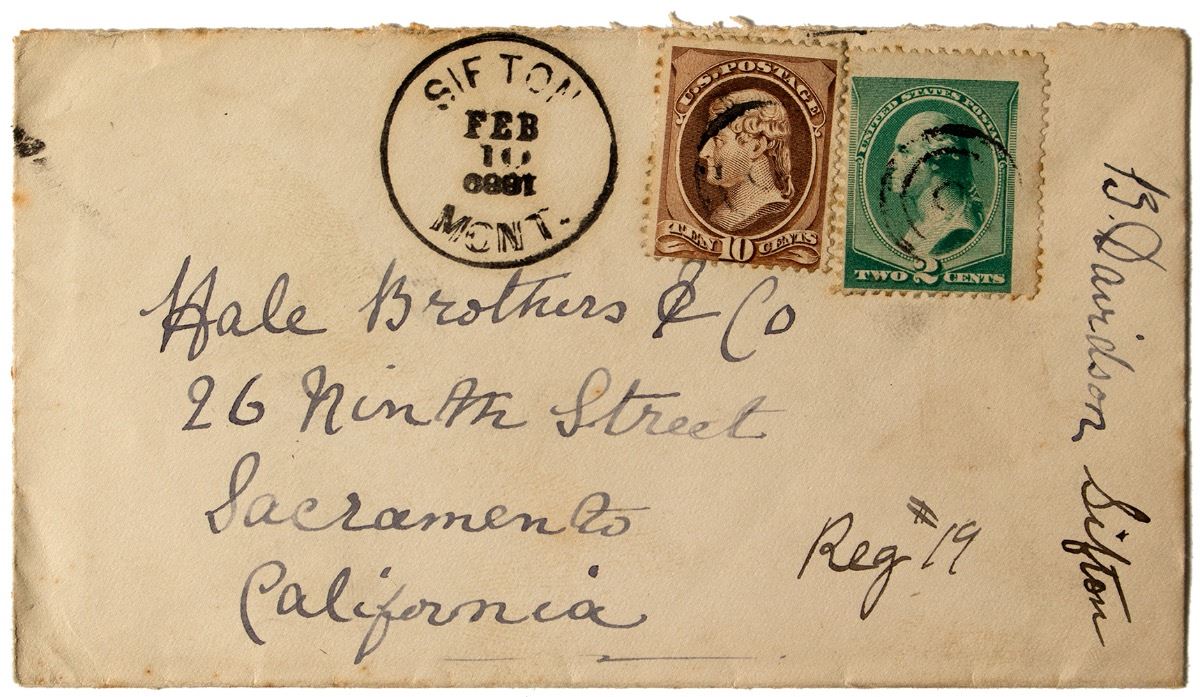 SIFTON
FEB
10
1889
MONT.
U.S. POSTAGE
TEN 10 CENTS
UNITED STATES POSTAGE
TWO 2 CENTS
Hale Brothers & Co
26 Ninth Street
Sacramento
California
Reg # 19
B. Davidson Sifton